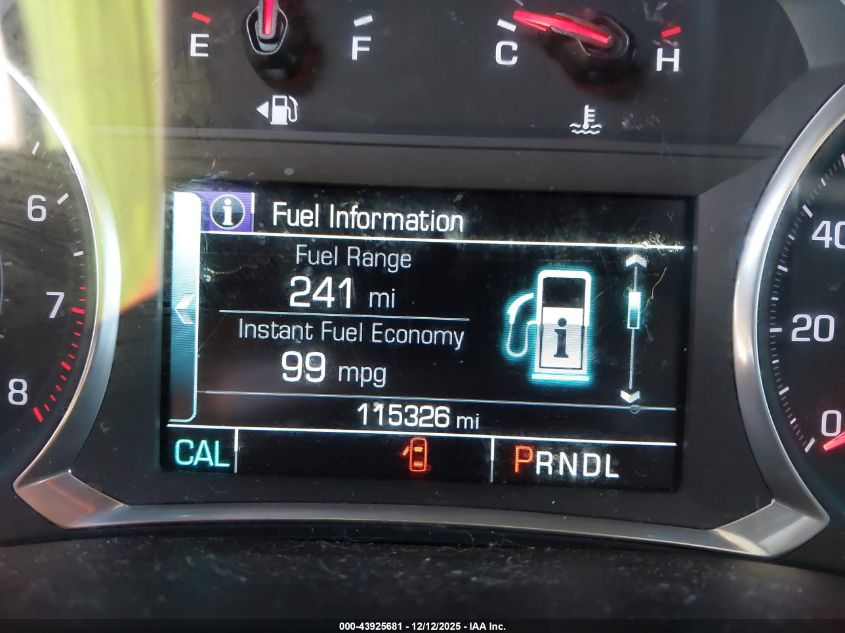 E F C H
6
7
8
i Fuel Information
Fuel Range
241 mi
Instant Fuel Economy
99 mpg
i
115326 mi
CAL PRNDL
40
20
0
000-43925681 - 12/12/2025 - IAA Inc.